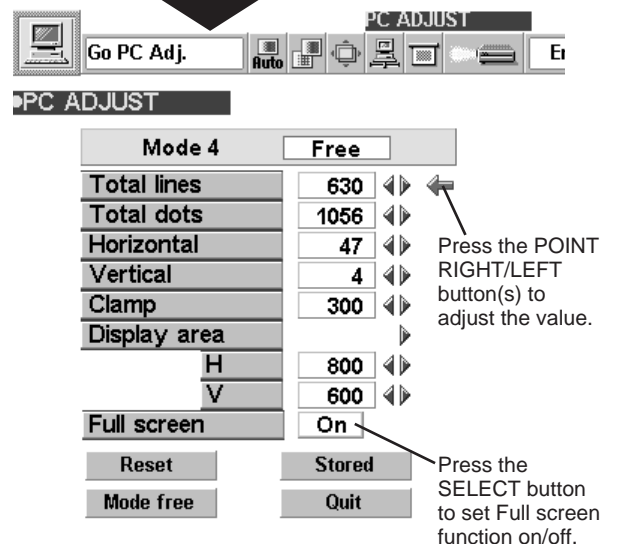 PC ADJUST
Go PC Adj.
Auto
PC ADJUST
Mode 4 Free
Total lines 630
Total dots 1056
Horizontal 47
Vertical 4
Clamp 300
Display area
H 800
V 600
Full screen On
Reset Stored
Mode free Quit
Press the POINT
RIGHT/LEFT
button(s) to
adjust the value.
Press the
SELECT button
to set Full screen
function on/off.